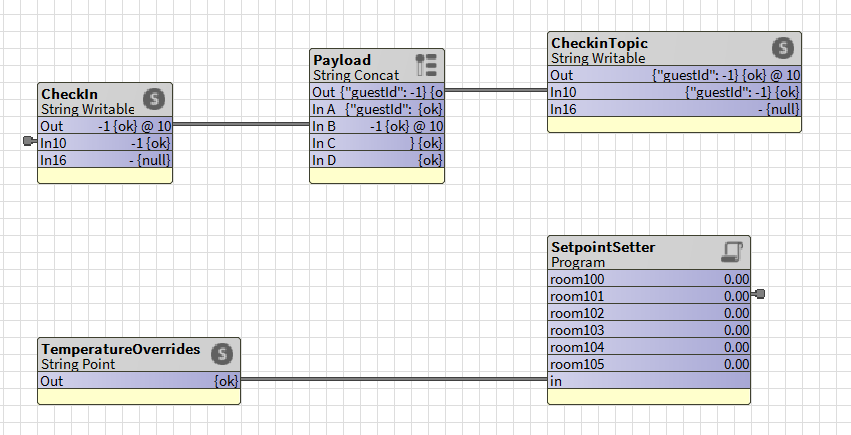 CheckIn
String Writable
S
Out -1 {ok} @ 10
In10 -1 {ok}
In16 - {null}
Payload
String Concat
Out {"guestId": -1} {o
In A {"guestId": {ok}
In B -1 {ok} @ 10
In C } {ok}
In D {ok}
CheckinTopic
String Writable
S
Out {"guestId": -1} {ok} @ 10
In10 {"guestId": -1} {ok}
In16 - {null}
TemperatureOverrides
String Point
S
Out {ok}
SetpointSetter
Program
room100 0.00
room101 0.00
room102 0.00
room103 0.00
room104 0.00
room105 0.00
in